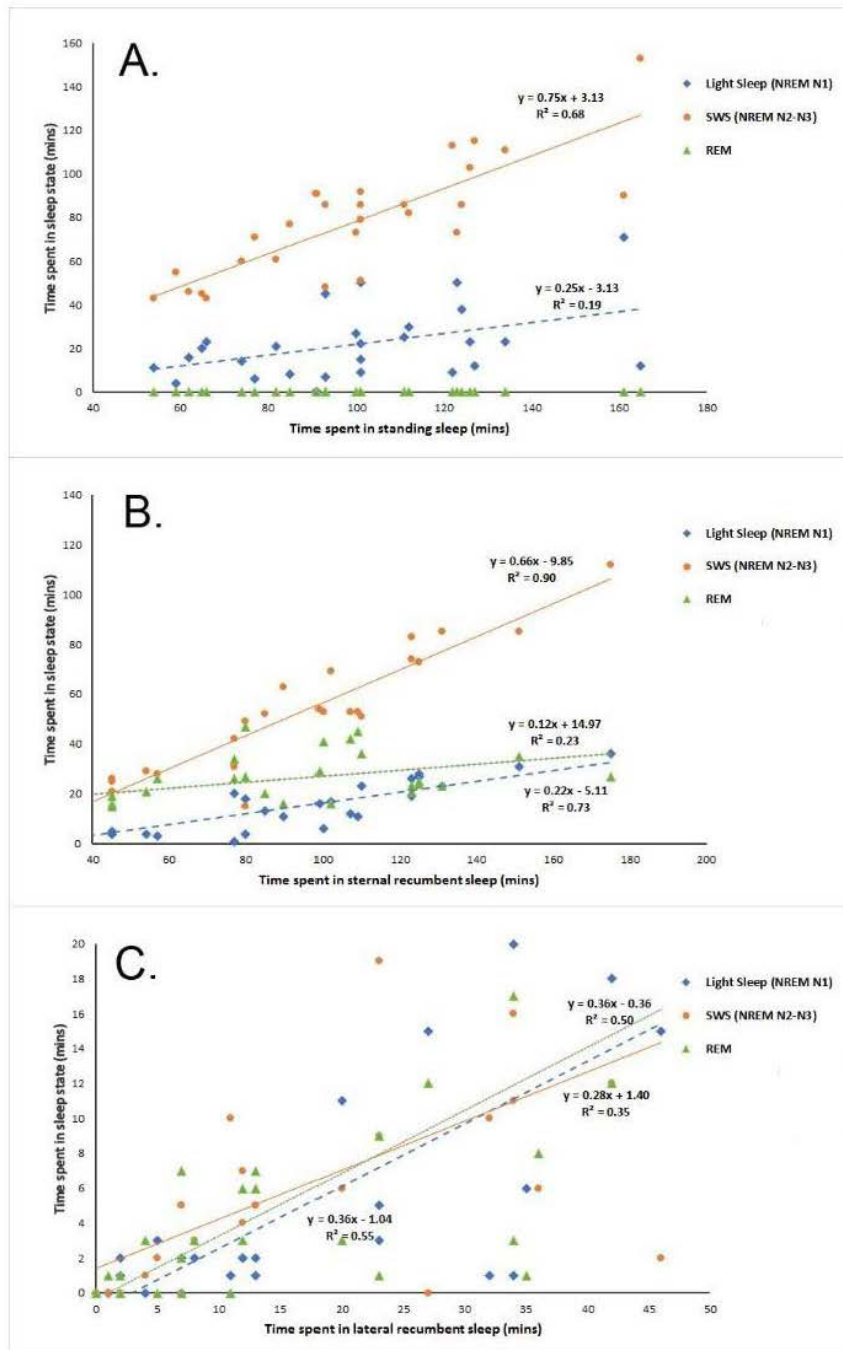 A.
160
140
120
100
80
60
40
20
0
Time spent in sleep state (mins)
y = 0.75x + 3.13
R² = 0.68
y = 0.25x - 3.13
R² = 0.19
Light Sleep (NREM N1)
SWS (NREM N2-N3)
REM
40 60 80 100 120 140 160 180
Time spent in standing sleep (mins)
B.
140
120
100
80
60
40
20
0
Time spent in sleep state (mins)
y = 0.66x - 9.85
R² = 0.90
y = 0.12x + 14.97
R² = 0.23
y = 0.22x - 5.11
R² = 0.73
Light Sleep (NREM N1)
SWS (NREM N2-N3)
REM
40 60 80 100 120 140 160 180 200
Time spent in sternal recumbent sleep (mins)
C.
20
18
16
14
12
10
8
6
4
2
0
Time spent in sleep state (mins)
y = 0.36x - 0.36
R² = 0.50
y = 0.28x + 1.40
R² = 0.35
y = 0.36x - 1.04
R² = 0.55
Light Sleep (NREM N1)
SWS (NREM N2-N3)
REM
0 5 10 15 20 25 30 35 40 45 50
Time spent in lateral recumbent sleep (mins)